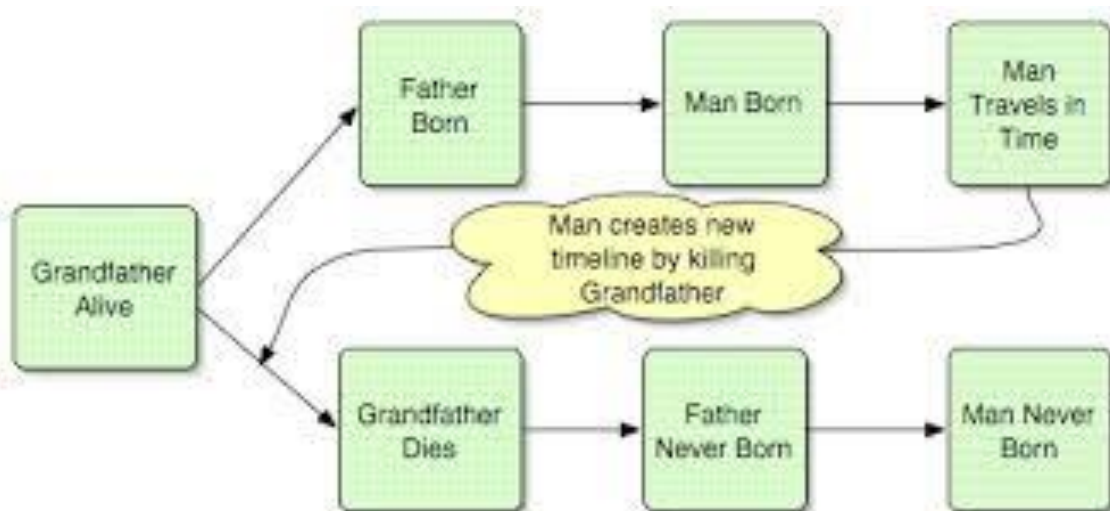 Father
Born
Man Born
Man
Travels in
Time
Grandfather
Alive
Man creates new
timeline by killing
Grandfather
Grandfather
Dies
Father
Never Born
Man Never
Born